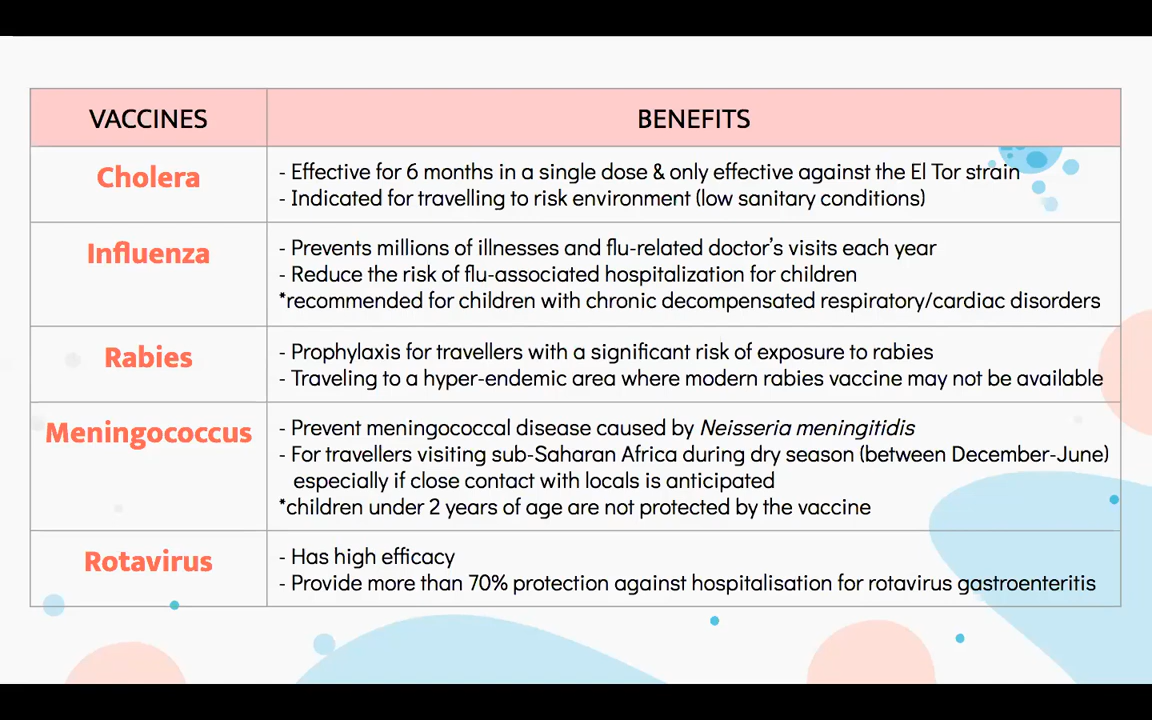 VACCINES
BENEFITS
Cholera
- Effective for 6 months in a single dose & only effective against the El Tor strain
- Indicated for travelling to risk environment (low sanitary conditions)
Influenza
- Prevents millions of illnesses and flu-related doctor's visits each year
- Reduce the risk of flu-associated hospitalization for children
*recommended for children with chronic decompensated respiratory/cardiac disorders
Rabies
- Prophylaxis for travellers with a significant risk of exposure to rabies
- Traveling to a hyper-endemic area where modern rabies vaccine may not be available
Meningococcus
- Prevent meningococcal disease caused by Neisseria meningitidis
- For travellers visiting sub-Saharan Africa during dry season (between December-June)
especially if close contact with locals is anticipated
*children under 2 years of age are not protected by the vaccine
Rotavirus
- Has high efficacy
- Provide more than 70% protection against hospitalisation for rotavirus gastroenteritis